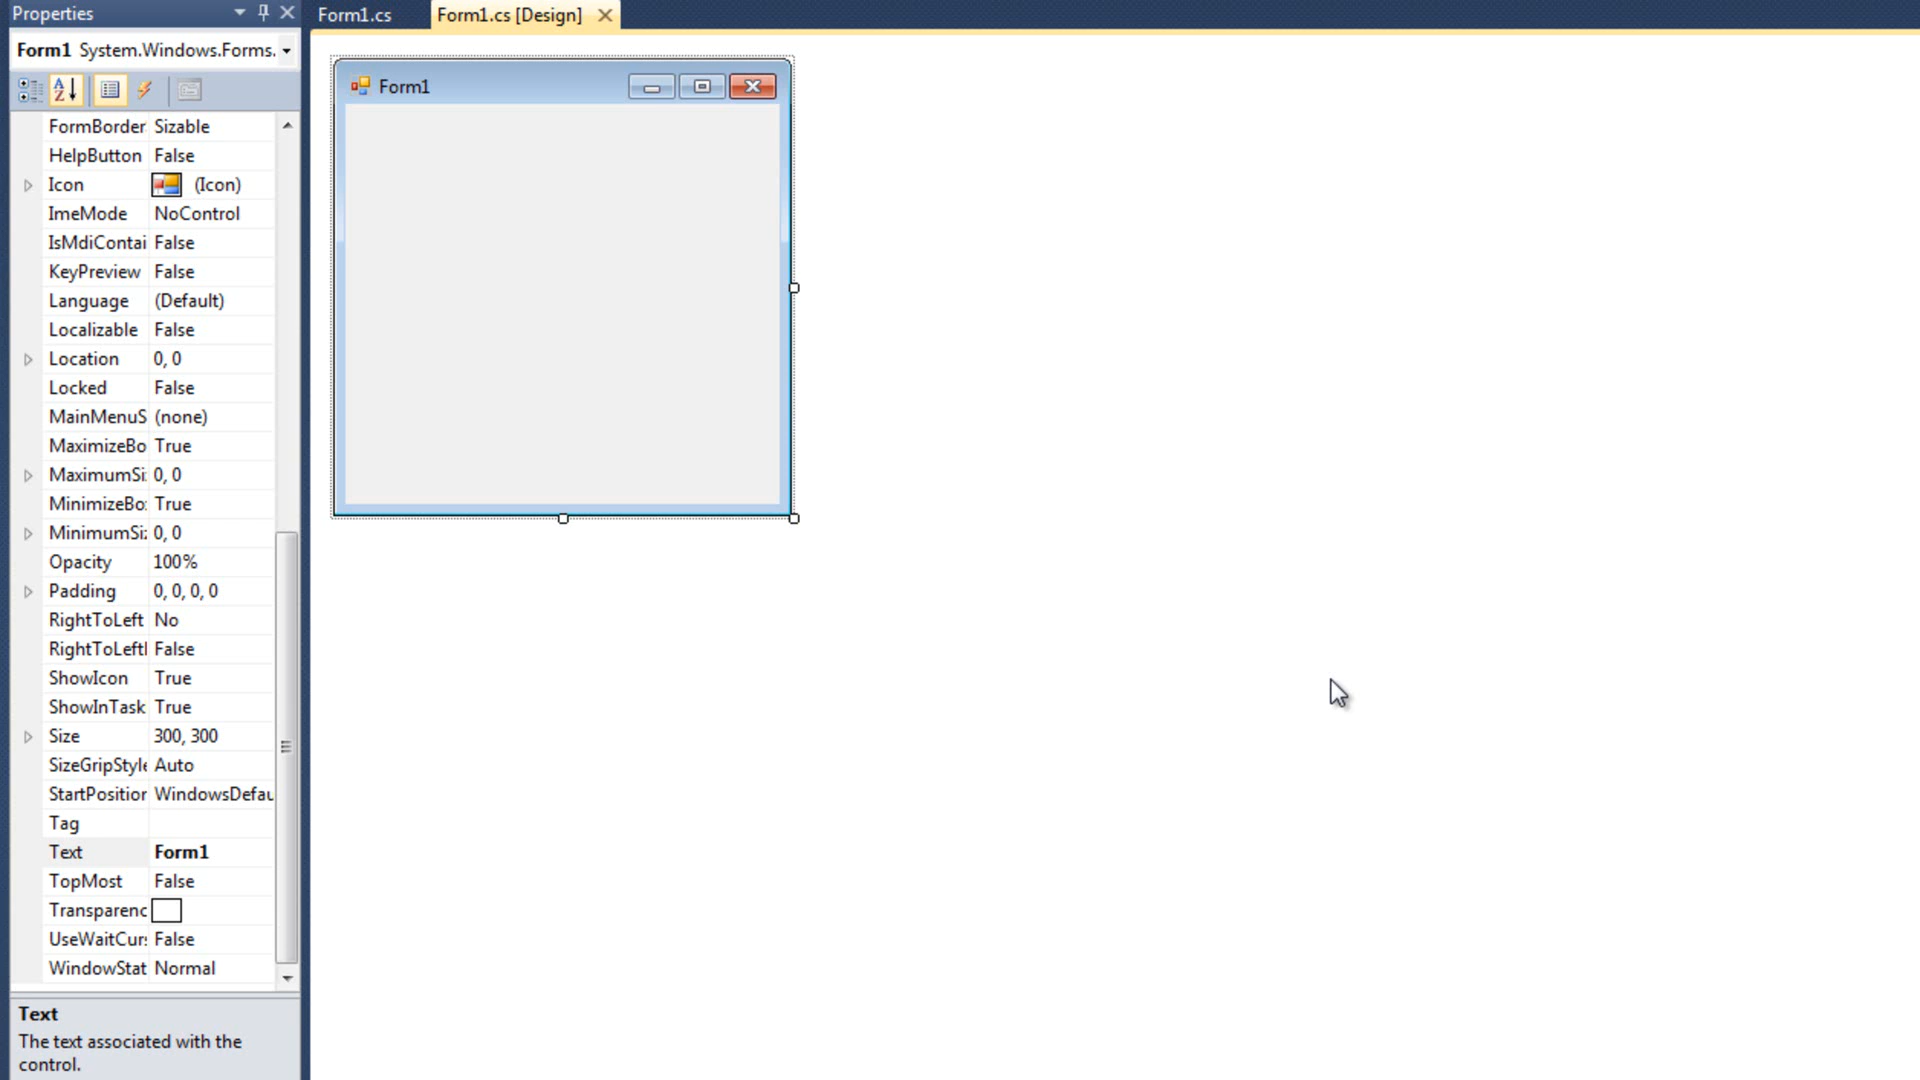 Properties
Form1.cs
Form1.cs [Design]
Form1 System.Windows.Forms.
Form1
FormBorder Sizable
HelpButton False
Icon (Icon)
ImeMode NoControl
IsMdiContai False
KeyPreview False
Language (Default)
Localizable False
Location 0, 0
Locked False
MainMenuS (none)
MaximizeBo True
MaximumSi 0, 0
MinimizeBo True
MinimumSi 0, 0
Opacity 100%
Padding 0, 0, 0, 0
RightToLeft No
RightToLeftl False
ShowIcon True
ShowInTask True
Size 300, 300
SizeGripStyle Auto
StartPosition WindowsDefau
Tag
Text Form1
TopMost False
Transparenc
UseWaitCur False
WindowStat Normal
Text
The text associated with the
control.